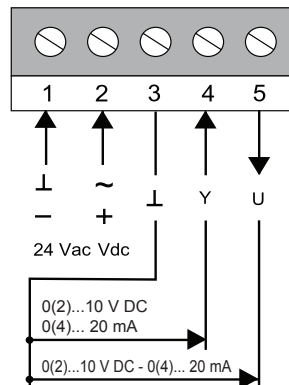 1 2 3 4 5
⊥ ~ ⊥ Y U
− +
24 Vac Vdc
0(2)...10 V DC
0(4)... 20 mA
0(2)...10 V DC - 0(4)... 20 mA